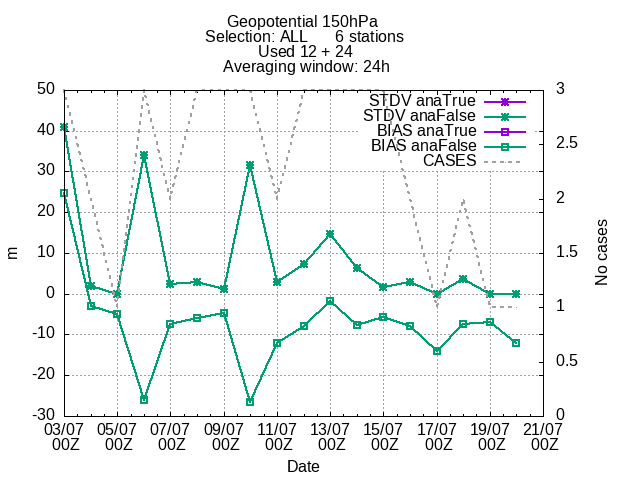 Geopotential 150hPa
Selection: ALL      6 stations
Used 12 + 24
Averaging window: 24h
STDV anaTrue
STDV anaFalse
BIAS anaTrue
BIAS anaFalse
CASES
50
40
30
20
10
0
-10
-20
-30
m
3
2.5
2
1.5
1
0.5
0
No cases
03/07 05/07 07/07 09/07 11/07 13/07 15/07 17/07 19/07 21/07
00Z 00Z 00Z 00Z 00Z 00Z 00Z 00Z 00Z 00Z
Date